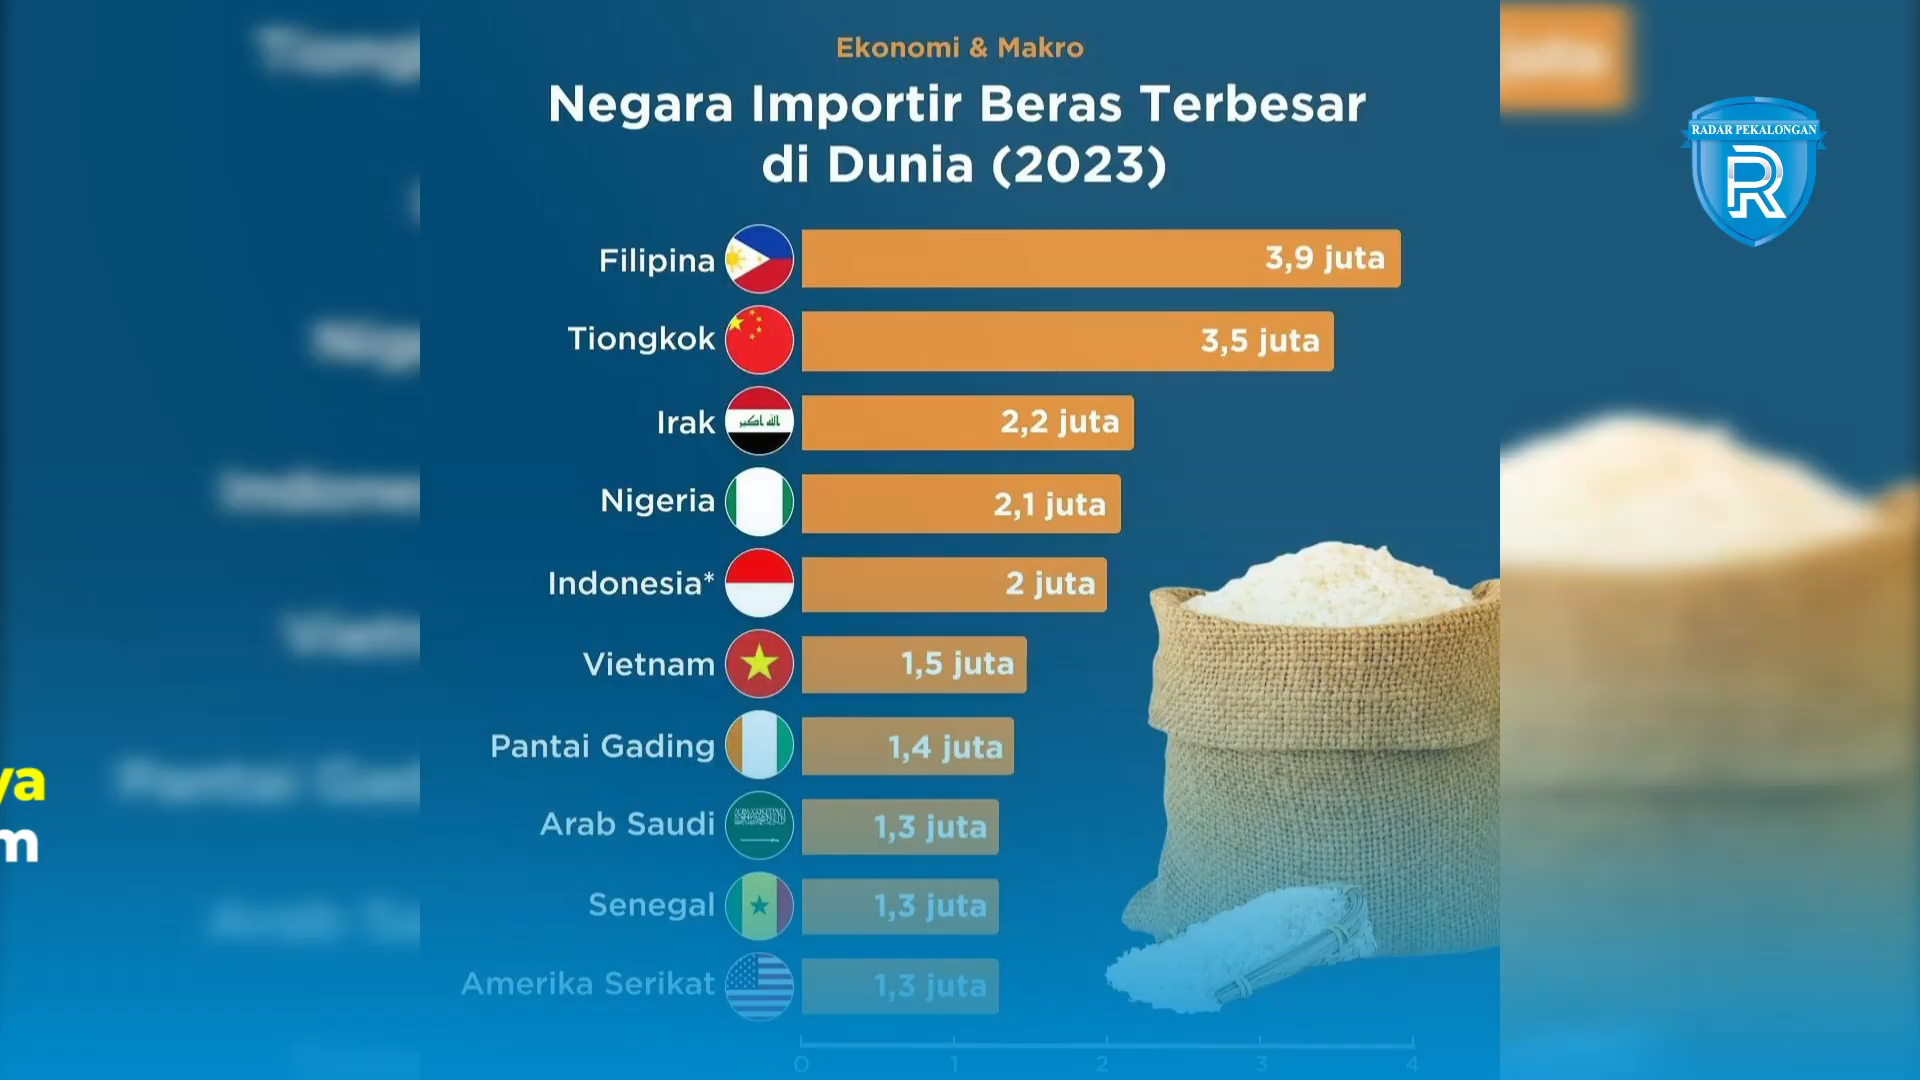 Ekonomi & Makro
Negara Importir Beras Terbesar
di Dunia (2023)
RADAR PEKALONGAN
R
Filipina 3,9 juta
Tiongkok 3,5 juta
Irak 2,2 juta
Nigeria 2,1 juta
Indonesia* 2 juta
Vietnam 1,5 juta
Pantai Gading 1,4 juta
Arab Saudi 1,3 juta
Senegal 1,3 juta
Amerika Serikat 1,3 juta
0 1 2 3 4
ya
m